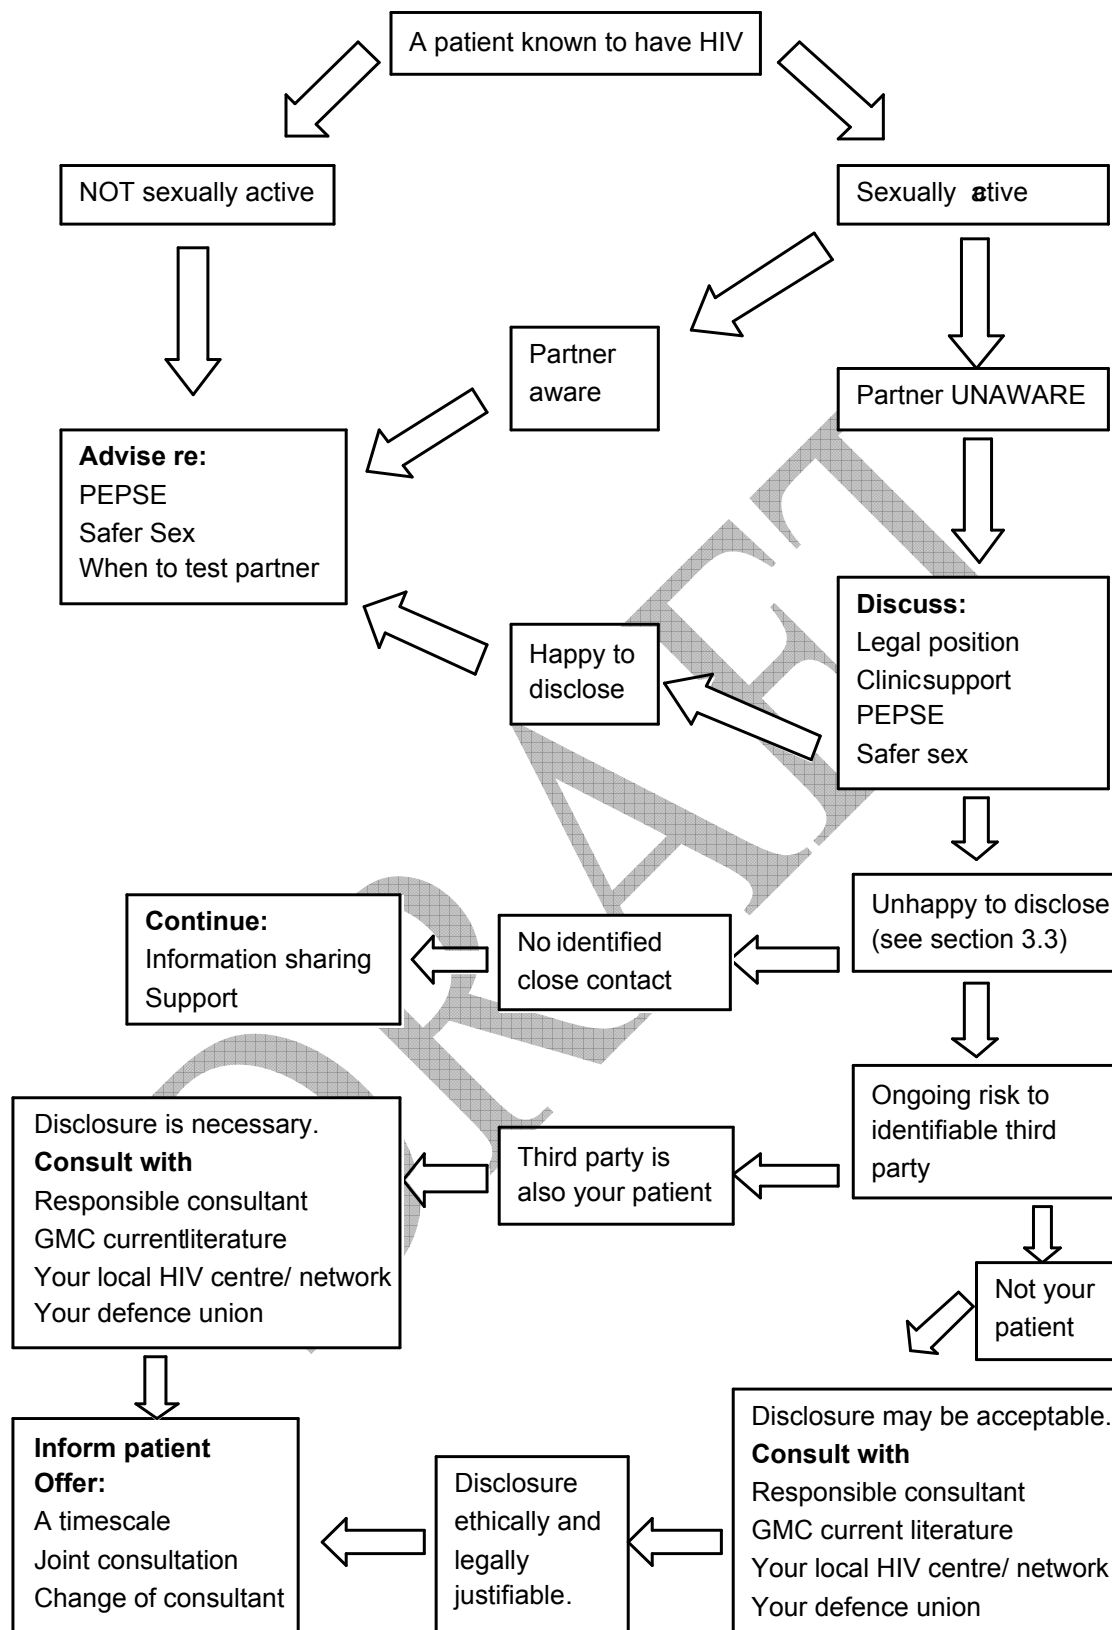 A patient known to have HIV
NOT sexually active
Sexually active
Partner
aware
Partner UNAWARE
Advise re:
PEPSE
Safer Sex
When to test partner
Discuss:
Legal position
Clinicsupport
PEPSE
Safer sex
Happy to
disclose
Unhappy to disclose
(see section 3.3)
No identified
close contact
Continue:
Information sharing
Support
Ongoing risk to
identifiable third
party
Third party is
also your patient
Disclosure is necessary.
Consult with
Responsible consultant
GMC currentliterature
Your local HIV centre/ network
Your defence union
Not your
patient
Disclosure may be acceptable.
Consult with
Responsible consultant
GMC current literature
Your local HIV centre/ network
Your defence union
Disclosure
ethically and
legally
justifiable.
Inform patient
Offer:
A timescale
Joint consultation
Change of consultant
DRAFT